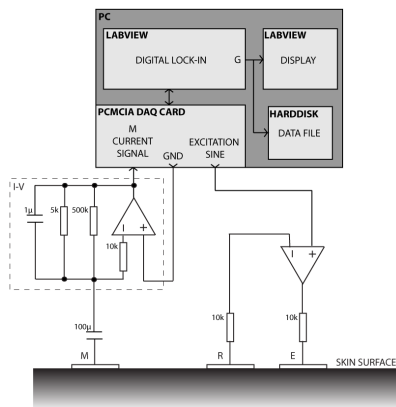 PC
LABVIEW
DIGITAL LOCK-IN
G
LABVIEW
DISPLAY
PCMCIA DAQ CARD
M
CURRENT
SIGNAL
GND
EXCITATION
SINE
HARDDISK
DATA FILE
I-V
1µ
5k
500k
10k
I
+
I
+
100µ
10k
10k
M
R
E
SKIN SURFACE